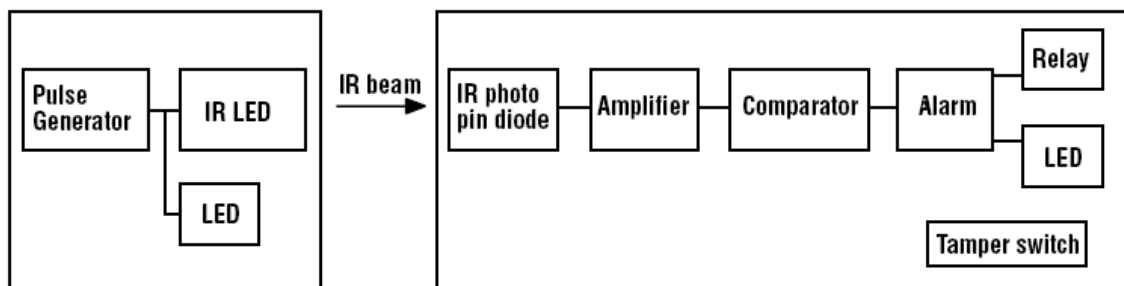 Pulse
Generator
IR LED
LED
IR beam
IR photo
pin diode
Amplifier
Comparator
Alarm
Relay
LED
Tamper switch